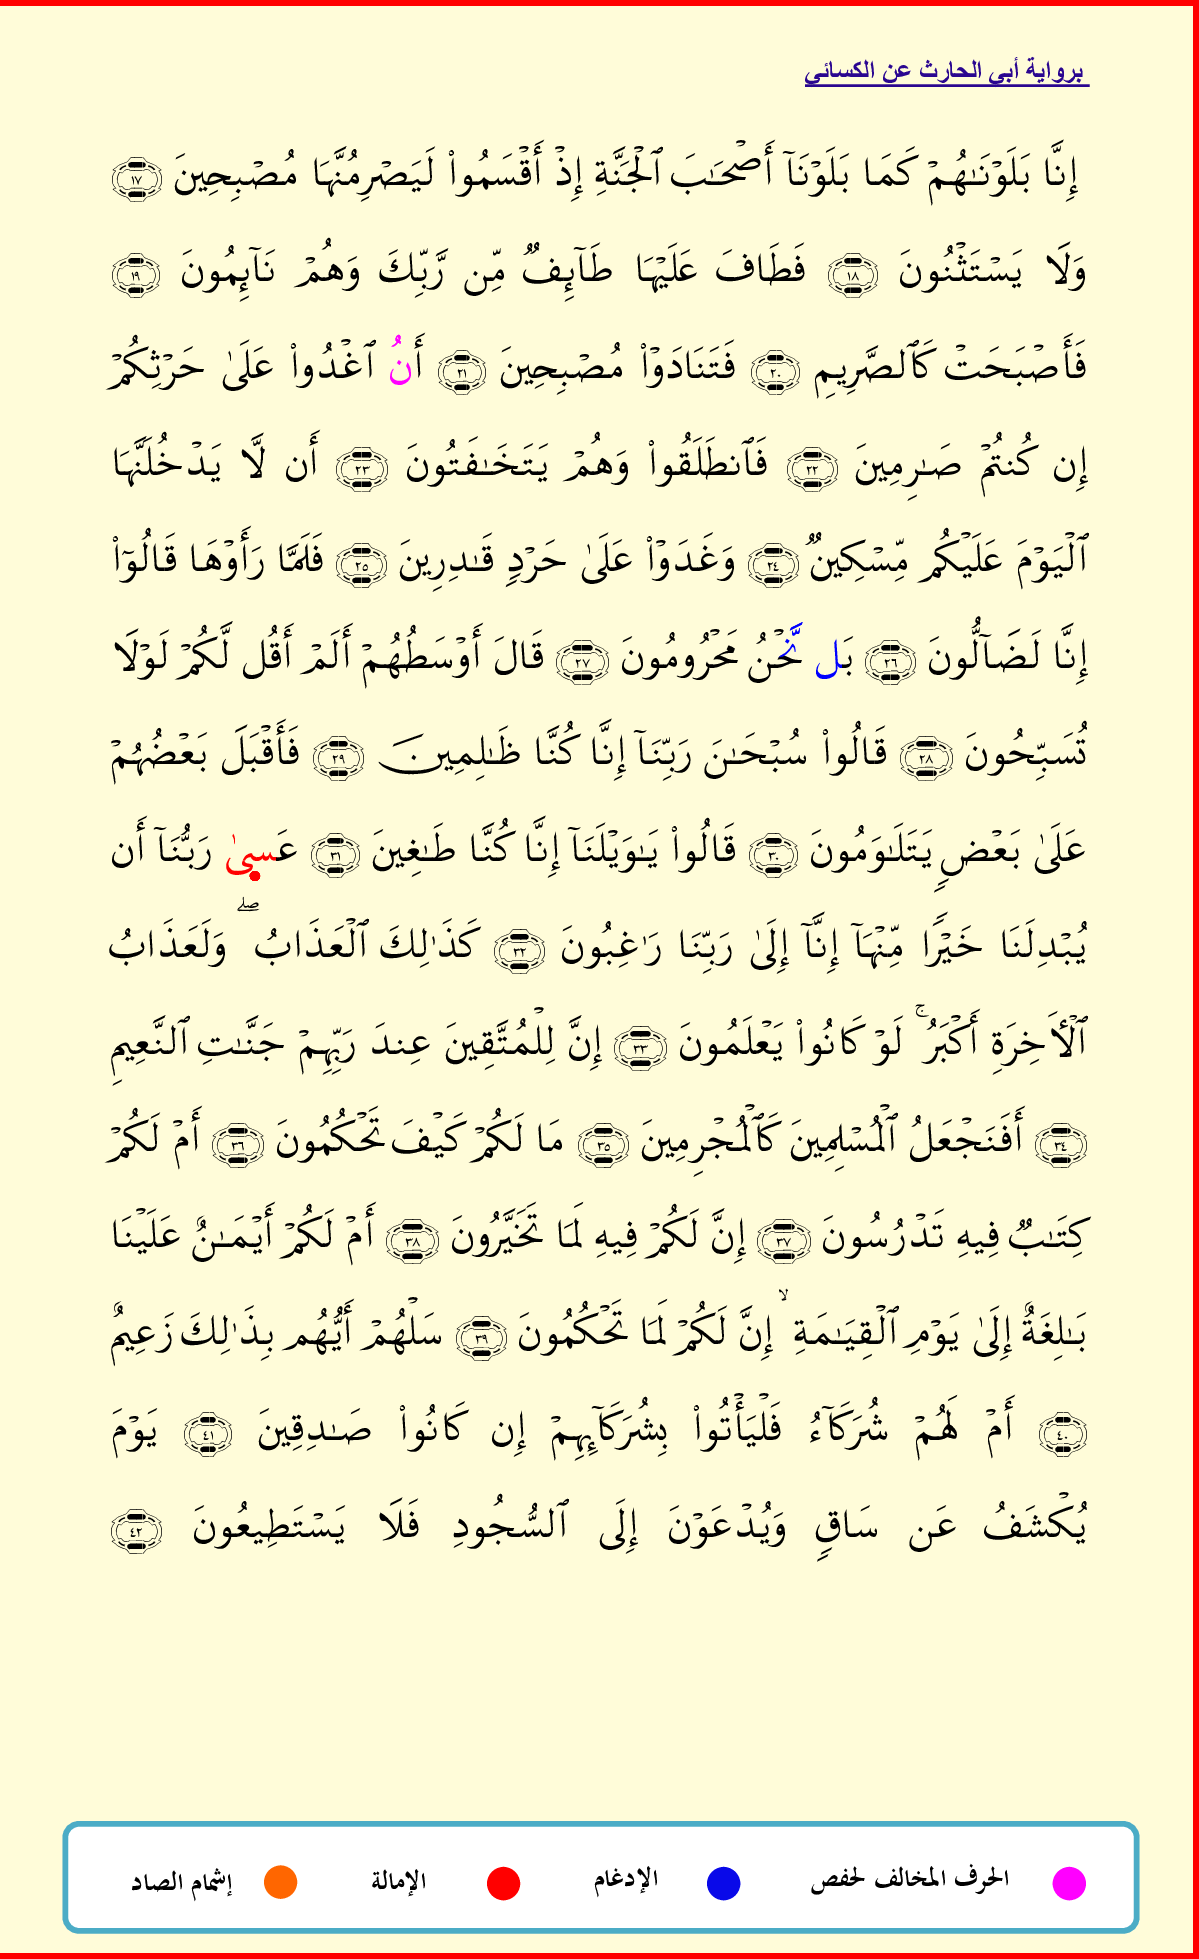 برواية أبي الحارث عن الكسائي
إِنَّا بَلَوْنَٰهُمْ كَمَا بَلَوْنَآ أَصْحَٰبَ ٱلْجَنَّةِ إِذْ أَقْسَمُوا۟ لَيَصْرِمُنَّهَا مُصْبِحِينَ ١٧
وَلَا يَسْتَثْنُونَ ١٨ فَطَافَ عَلَيْهَا طَآئِفٌ مِّن رَّبِّكَ وَهُمْ نَآئِمُونَ ١٩
فَأَصْبَحَتْ كَٱلصَّرِيمِ ٢٠ فَتَنَادَوْا۟ مُصْبِحِينَ ٢١ أَنُ ٱغْدُوا۟ عَلَىٰ حَرْثِكُمْ
إِن كُنتُمْ صَٰرِمِينَ ٢٢ فَٱنطَلَقُوا۟ وَهُمْ يَتَخَٰفَتُونَ ٢٣ أَن لَّا يَدْخُلَنَّهَا
ٱلْيَوْمَ عَلَيْكُم مِّسْكِينٌ ٢٤ وَغَدَوْا۟ عَلَىٰ حَرْدٍ قَٰدِرِينَ ٢٥ فَلَمَّا رَأَوْهَا قَالُوٓا۟
إِنَّا لَضَآلُّونَ ٢٦ بَل نَّحْنُ مَحْرُومُونَ ٢٧ قَالَ أَوْسَطُهُمْ أَلَمْ أَقُل لَّكُمْ لَوْلَا
تُسَبِّحُونَ ٢٨ قَالُوا۟ سُبْحَٰنَ رَبِّنَآ إِنَّا كُنَّا ظَٰلِمِينَ ٢٩ فَأَقْبَلَ بَعْضُهُمْ
عَلَىٰ بَعْضٍ يَتَلَٰوَمُونَ ٣٠ قَالُوا۟ يَٰوَيْلَنَآ إِنَّا كُنَّا طَٰغِينَ ٣١ عَسىٰ رَبُّنَآ أَن
يُبْدِلَنَا خَيْرًا مِّنْهَآ إِنَّآ إِلَىٰ رَبِّنَا رَٰغِبُونَ ٣٢ كَذَٰلِكَ ٱلْعَذَابُ ۖ وَلَعَذَابُ
ٱلْأَخِرَةِ أَكْبَرُ ۚ لَوْ كَانُوا۟ يَعْلَمُونَ ٣٣ إِنَّ لِلْمُتَّقِينَ عِندَ رَبِّهِمْ جَنَّٰتِ ٱلنَّعِيمِ
٣٤ أَفَنَجْعَلُ ٱلْمُسْلِمِينَ كَٱلْمُجْرِمِينَ ٣٥ مَا لَكُمْ كَيْفَ تَحْكُمُونَ ٣٦ أَمْ لَكُمْ
كِتَٰبٌ فِيهِ تَدْرُسُونَ ٣٧ إِنَّ لَكُمْ فِيهِ لَمَا تَخَيَّرُونَ ٣٨ أَمْ لَكُمْ أَيْمَٰنٌ عَلَيْنَا
بَٰلِغَةٌ إِلَىٰ يَوْمِ ٱلْقِيَٰمَةِ ۙ إِنَّ لَكُمْ لَمَا تَحْكُمُونَ ٣٩ سَلْهُمْ أَيُّهُم بِذَٰلِكَ زَعِيمٌ
٤٠ أَمْ لَهُمْ شُرَكَآءُ فَلْيَأْتُوا۟ بِشُرَكَآئِهِمْ إِن كَانُوا۟ صَٰدِقِينَ ٤١ يَوْمَ
يُكْشَفُ عَن سَاقٍ وَيُدْعَوْنَ إِلَى ٱلسُّجُودِ فَلَا يَسْتَطِيعُونَ ٤٢
الحرف المخالف لحفص الإدغام الإمالة إشمام الصاد